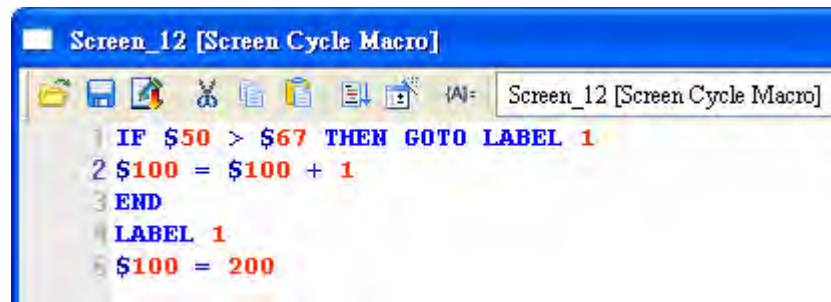 Screen_12 [Screen Cycle Macro]
{A}= Screen_12 [Screen Cycle Macro]
1 IF $50 > $67 THEN GOTO LABEL 1
2 $100 = $100 + 1
3 END
4 LABEL 1
5 $100 = 200